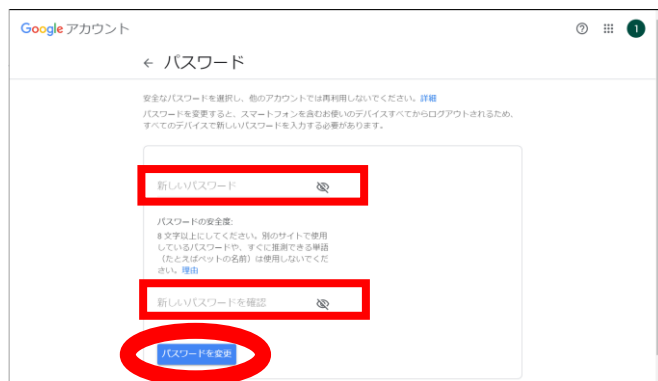 Google アカウント
1
← パスワード
安全なパスワードを選択し、他のアカウントでは再利用しないでください。詳細
パスワードを変更すると、スマートフォンを含むお使いのデバイスすべてからログアウトされるため、
すべてのデバイスで新しいパスワードを入力する必要があります。
新しいパスワード
パスワードの安全度:
8 文字以上にしてください。別のサイトで使用
しているパスワードや、すぐに推測できる単語
（たとえばペットの名前）は使用しないでくだ
さい。理由
新しいパスワードを確認
パスワードを変更